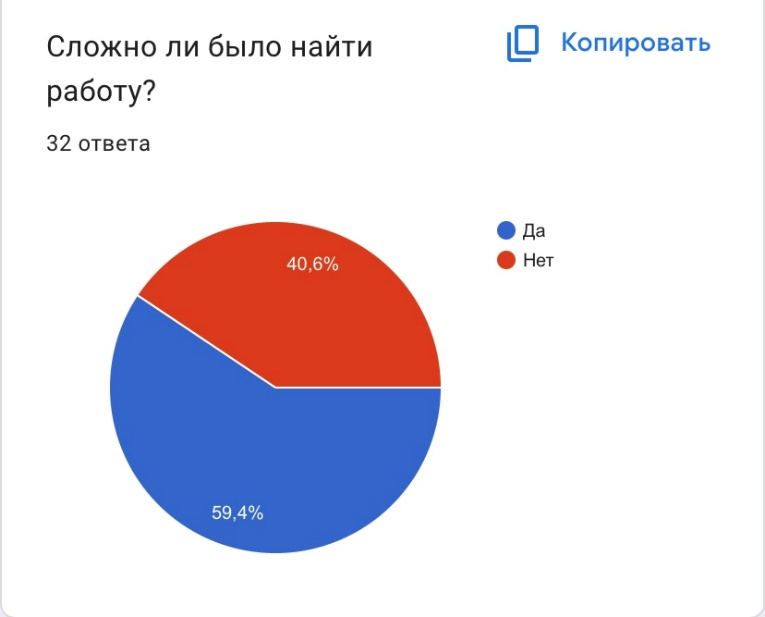 Сложно ли было найти
работу?
Копировать
32 ответа
Да
Нет
40,6%
59,4%